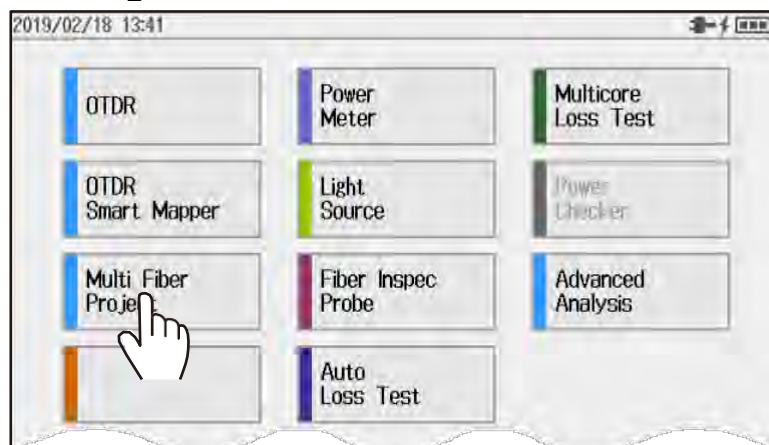 2019/02/18 13:41
OTDR
Power
Meter
Multicore
Loss Test
OTDR
Smart Mapper
Light
Source
Power
Checker
Multi Fiber
Project
Fiber Inspec
Probe
Advanced
Analysis
Auto
Loss Test